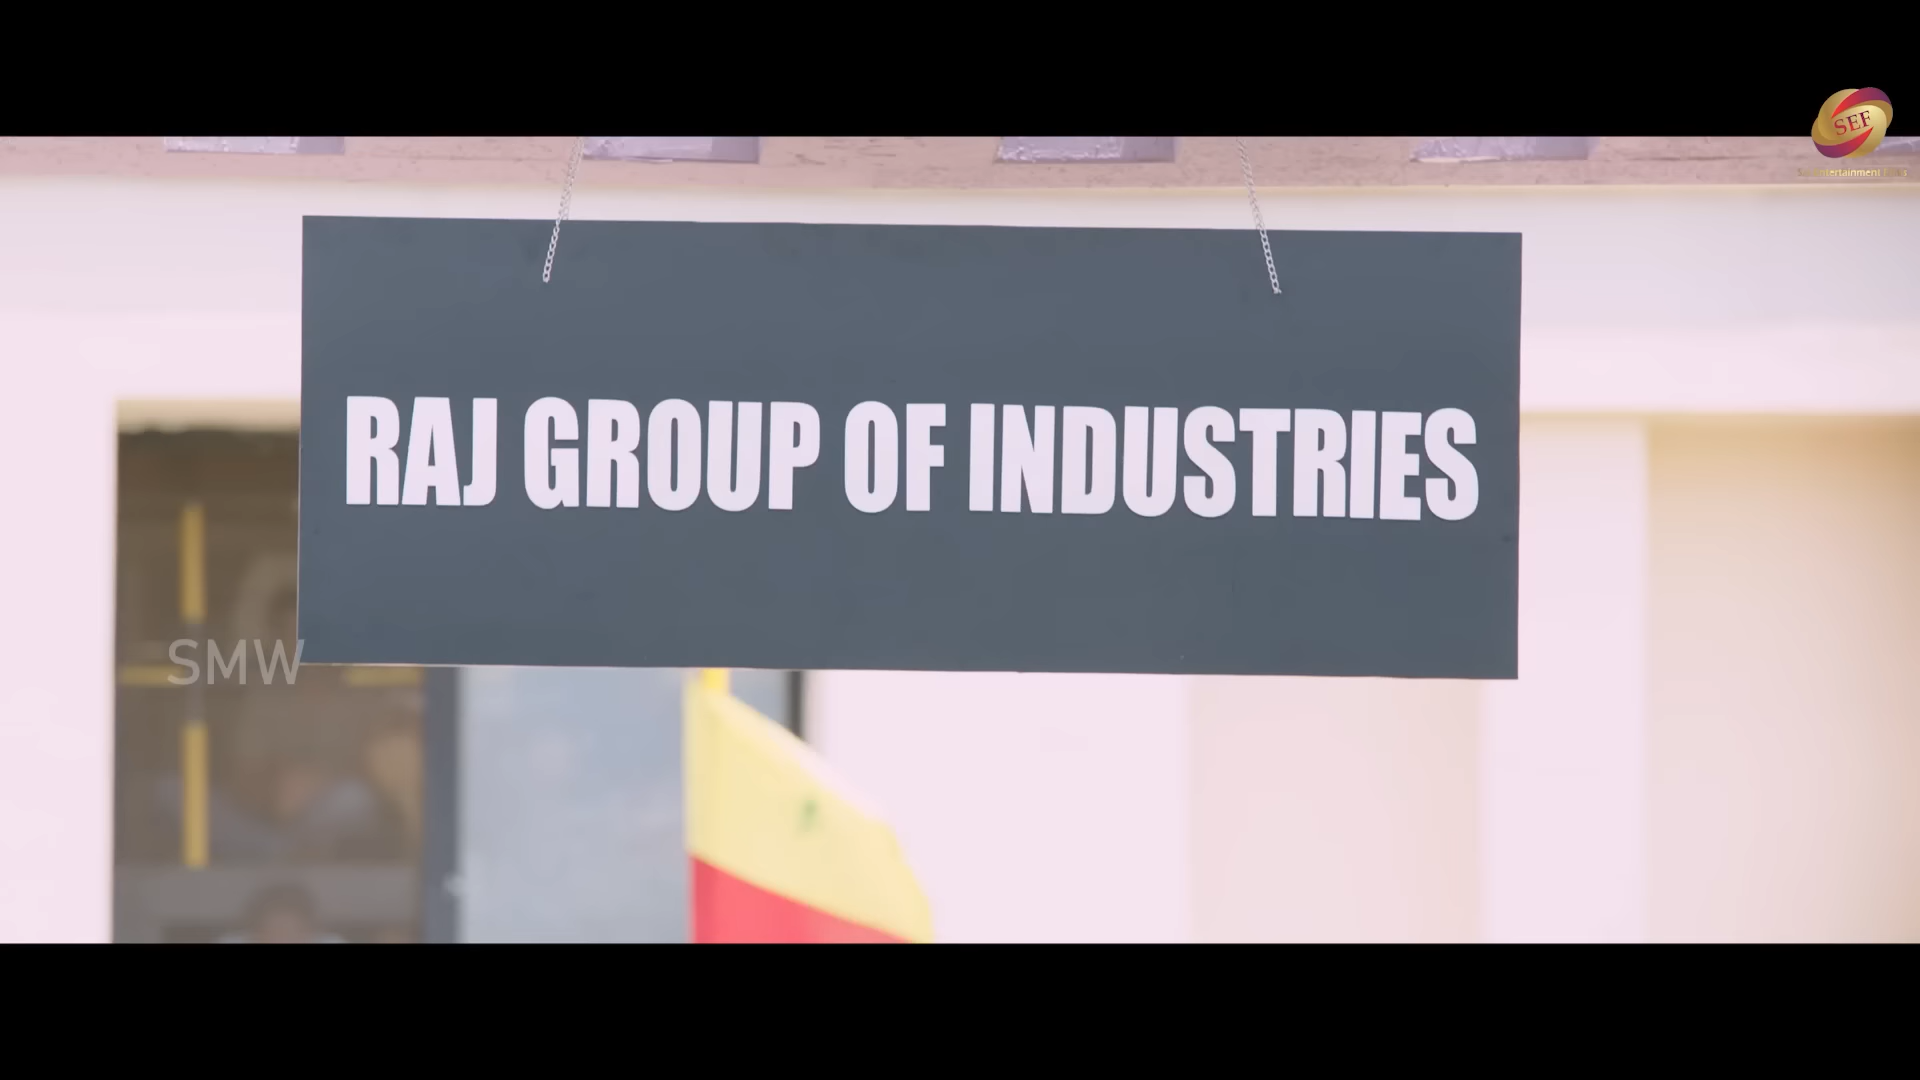 SEF
RAJ GROUP OF INDUSTRIES
SMW